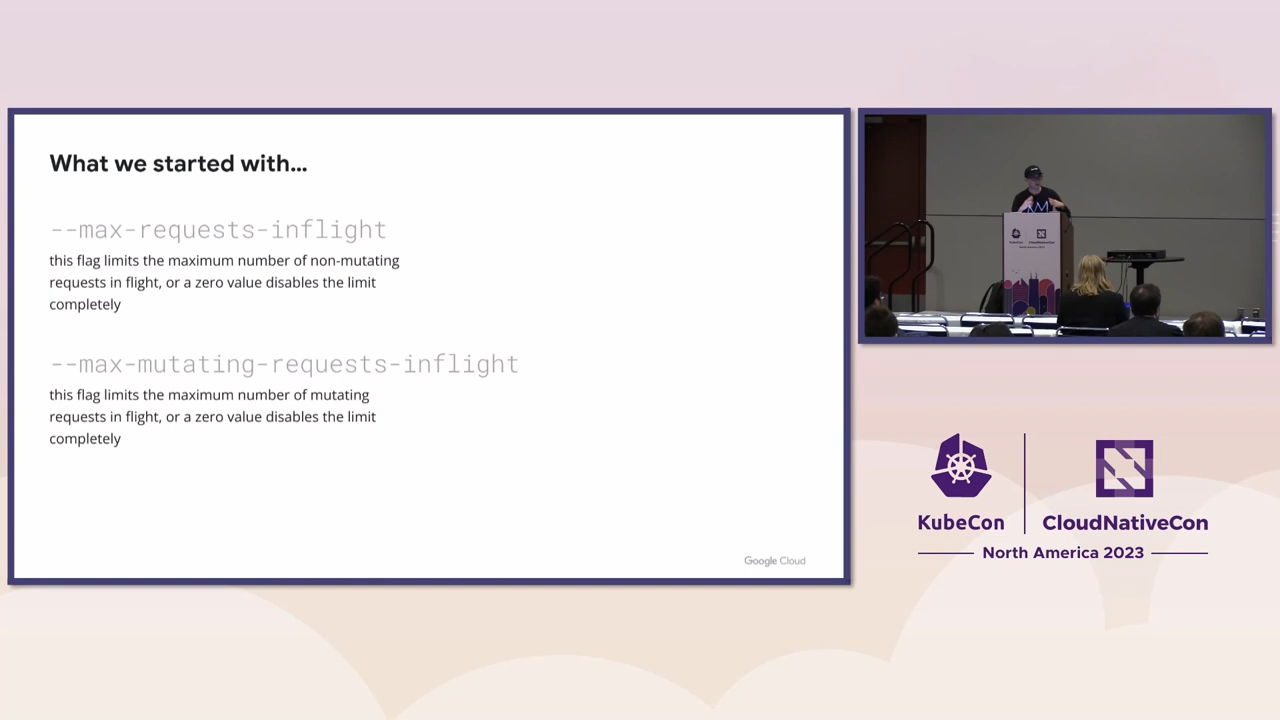 What we started with...
--max-requests-inflight
this flag limits the maximum number of non-mutating
requests in flight, or a zero value disables the limit
completely
--max-mutating-requests-inflight
this flag limits the maximum number of mutating
requests in flight, or a zero value disables the limit
completely
Google Cloud
KubeCon
CloudNativeCon
KubeCon
CloudNativeCon
North America 2023